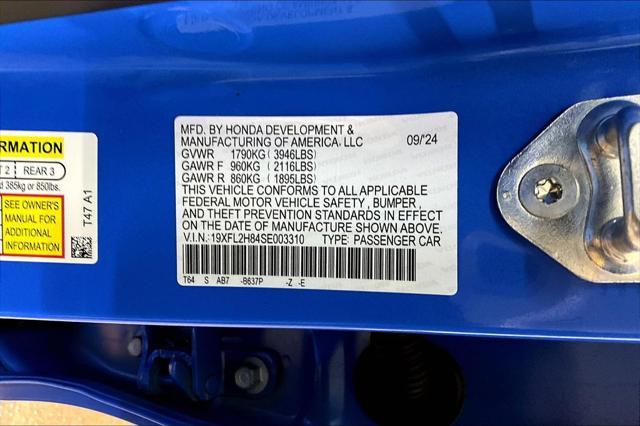 MFD. BY HONDA DEVELOPMENT &
MANUFACTURING OF AMERICA, LLC 09/'24
GVWR 1790KG (3946LBS)
GAWR F 960KG (2116LBS)
GAWR R 860KG (1895LBS)
THIS VEHICLE CONFORMS TO ALL APPLICABLE
FEDERAL MOTOR VEHICLE SAFETY , BUMPER ,
AND THEFT PREVENTION STANDARDS IN EFFECT
ON THE DATE OF MANUFACTURE SHOWN ABOVE.
V.I.N.: 19XFL2H84SE003310 TYPE: PASSENGER CAR
T64 S AB7 -B637P -Z -E
FORMATION
2 REAR 3
385kg or 850lbs.
SEE OWNER'S
MANUAL FOR
ADDITIONAL
INFORMATION
T47 A1